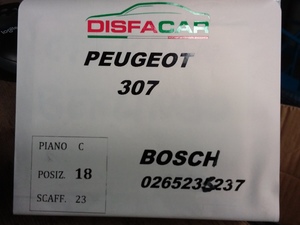 DISFACAR
PEUGEOT
307
PIANO C
POSIZ. 18
SCAFF. 23
BOSCH
0265235237